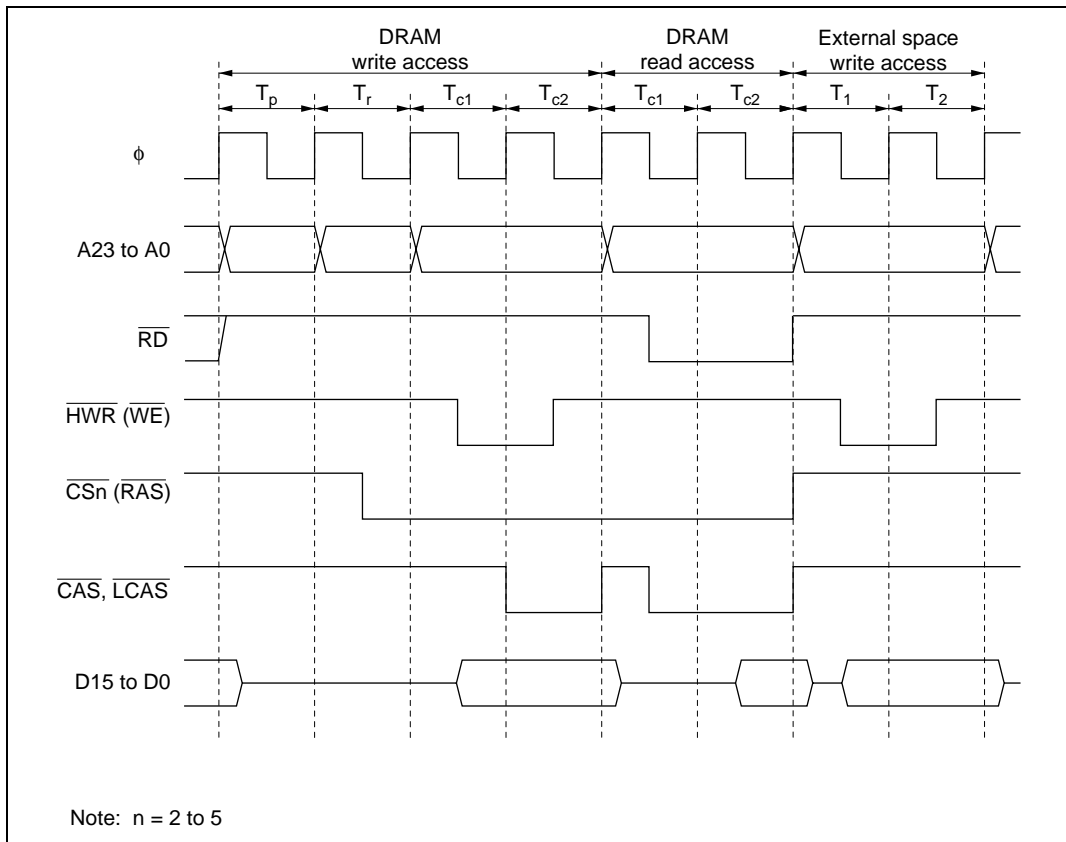 DRAM
write access
DRAM
read access
External space
write access
Tp Tr Tc1 Tc2 Tc1 Tc2 T1 T2
ϕ
A23 to A0
RD
HWR (WE)
CSn (RAS)
CAS, LCAS
D15 to D0
Note: n = 2 to 5